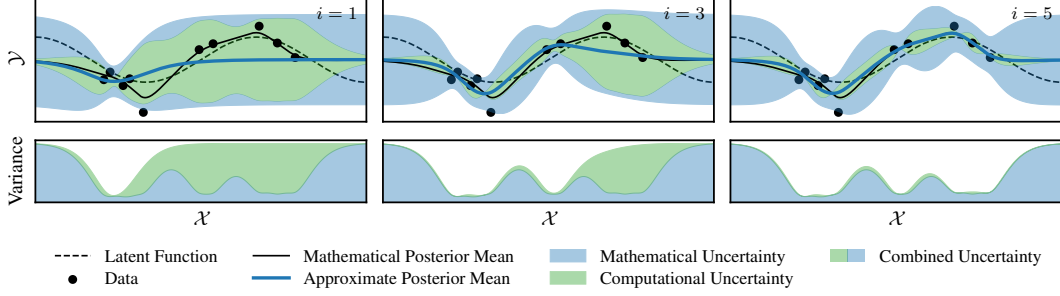 i = 1
i = 3
i = 5
𝒴
Variance
𝒳
𝒳
𝒳
Latent Function
Mathematical Posterior Mean
Mathematical Uncertainty
Combined Uncertainty
Data
Approximate Posterior Mean
Computational Uncertainty